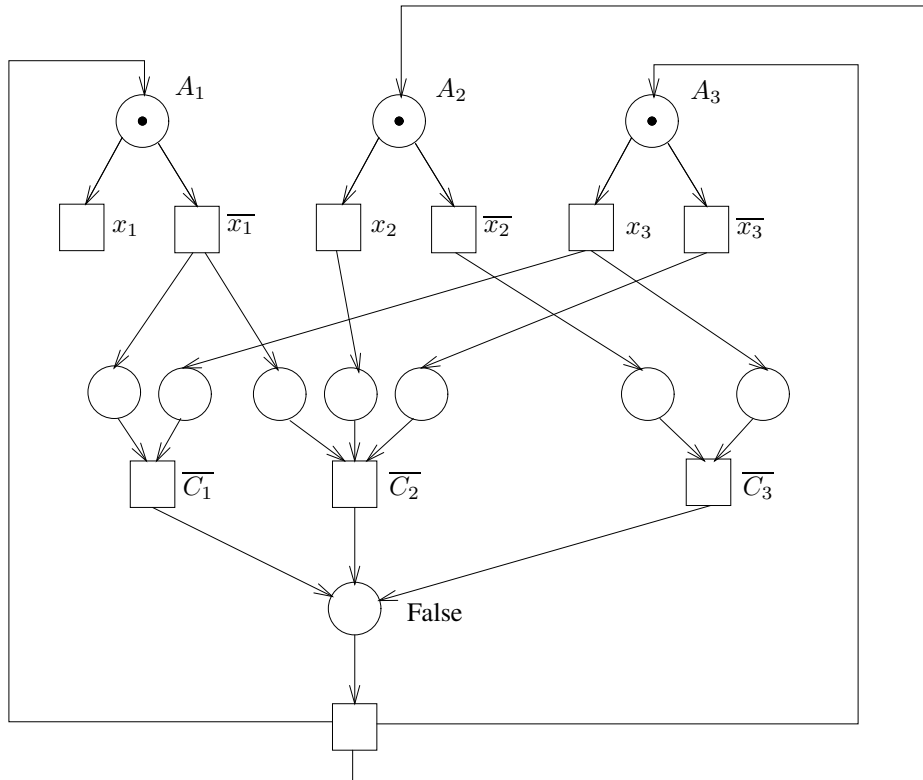 A₁
A₂
A₃
x₁
x̅₁
x₂
x̅₂
x₃
x̅₃
C̅₁
C̅₂
C̅₃
False